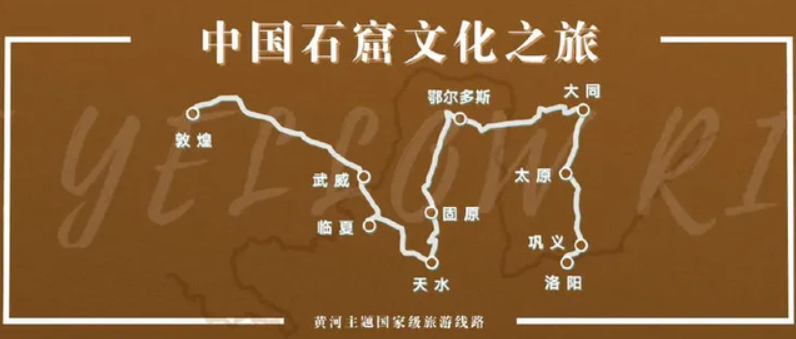 中国石窟文化之旅
YELLOW RI
鄂尔多斯
大同
敦煌
武威
太原
临夏
固原
巩义
天水
洛阳
黄河主题国家级旅游线路